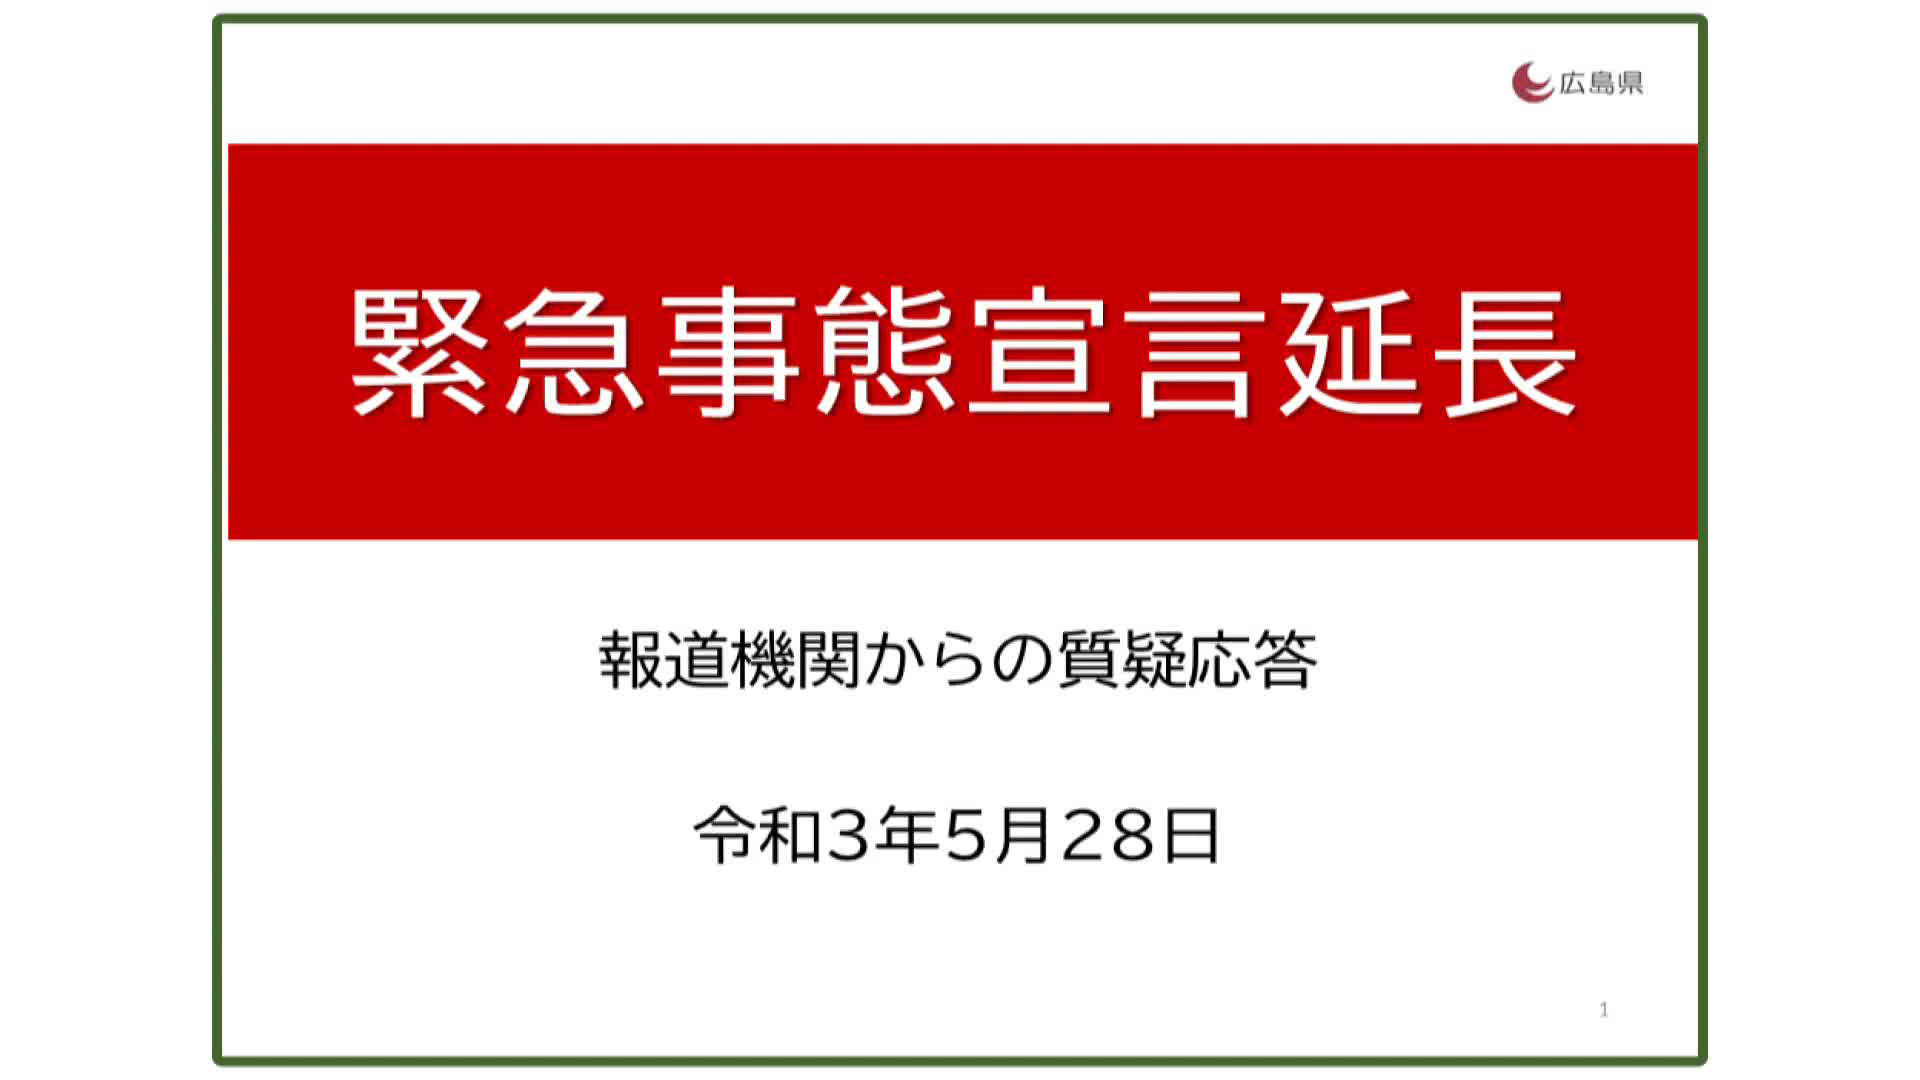 広島県
緊急事態宣言延長
報道機関からの質疑応答
令和3年5月28日
1